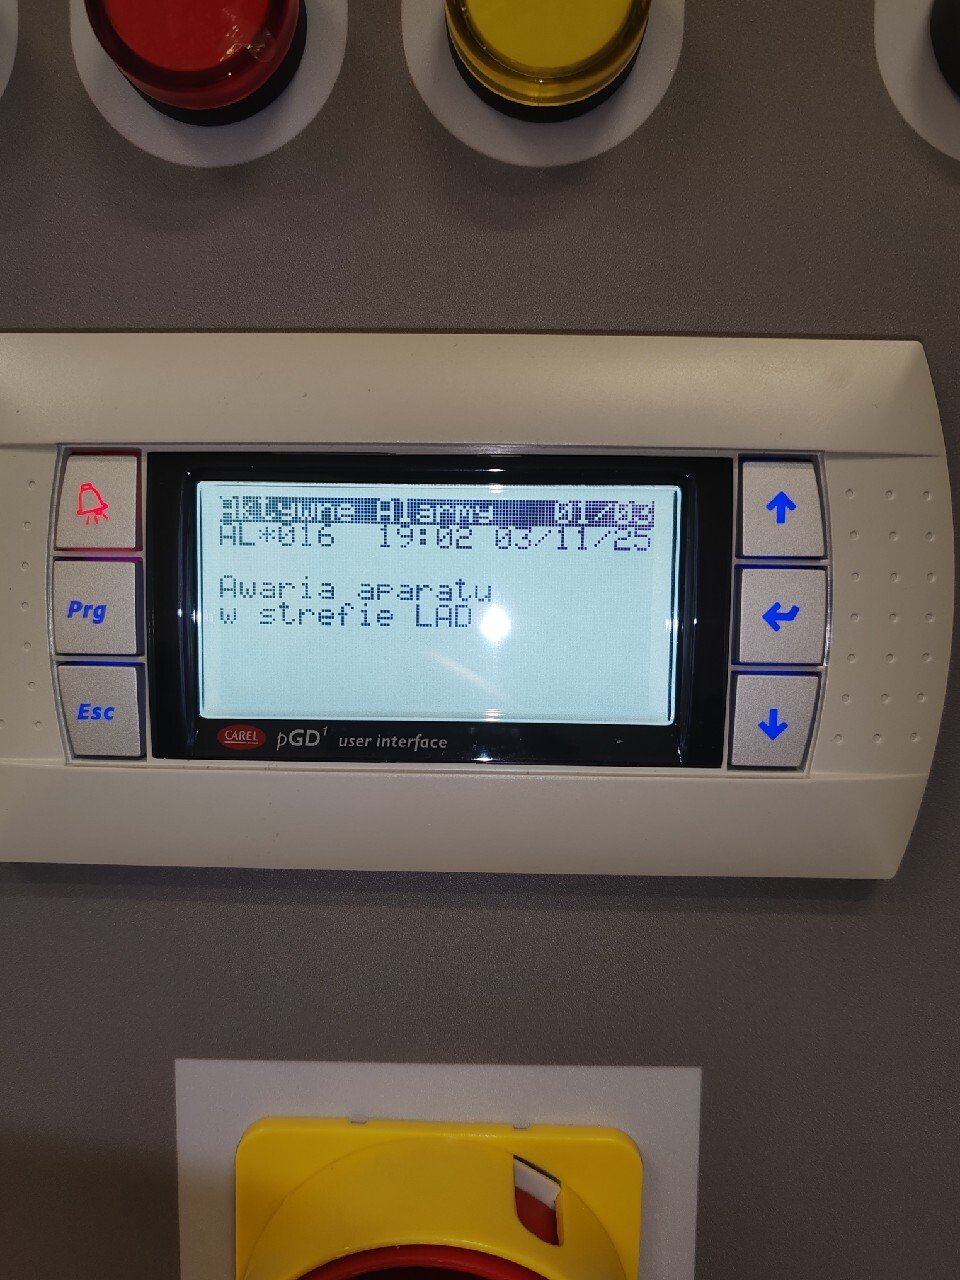 Aktywne Alarmy 01/03
AL*016 19:02 03/11/25
Awaria aparatu
w strefie LAD
Prg
Esc
CAREL pGD¹ user interface